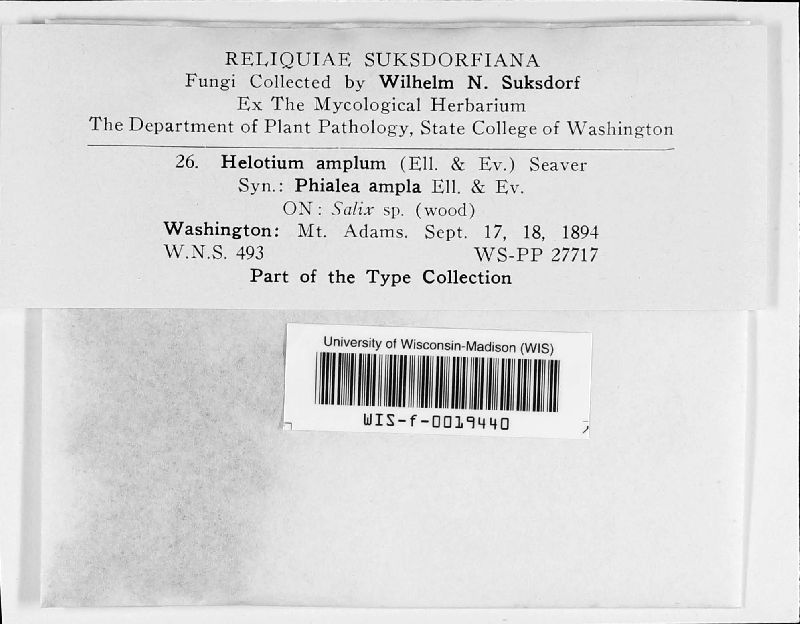 RELIQUIAE SUKSDORFIANA
Fungi Collected by Wilhelm N. Suksdorf
Ex The Mycological Herbarium
The Department of Plant Pathology, State College of Washington
26. Helotium amplum (Ell. & Ev.) Seaver
Syn.: Phialea ampla Ell. & Ev.
ON: Salix sp. (wood)
Washington: Mt. Adams. Sept. 17, 18, 1894
W.N.S. 493 WS-PP 27717
Part of the Type Collection
University of Wisconsin-Madison (WIS)
WIS-f-0019440